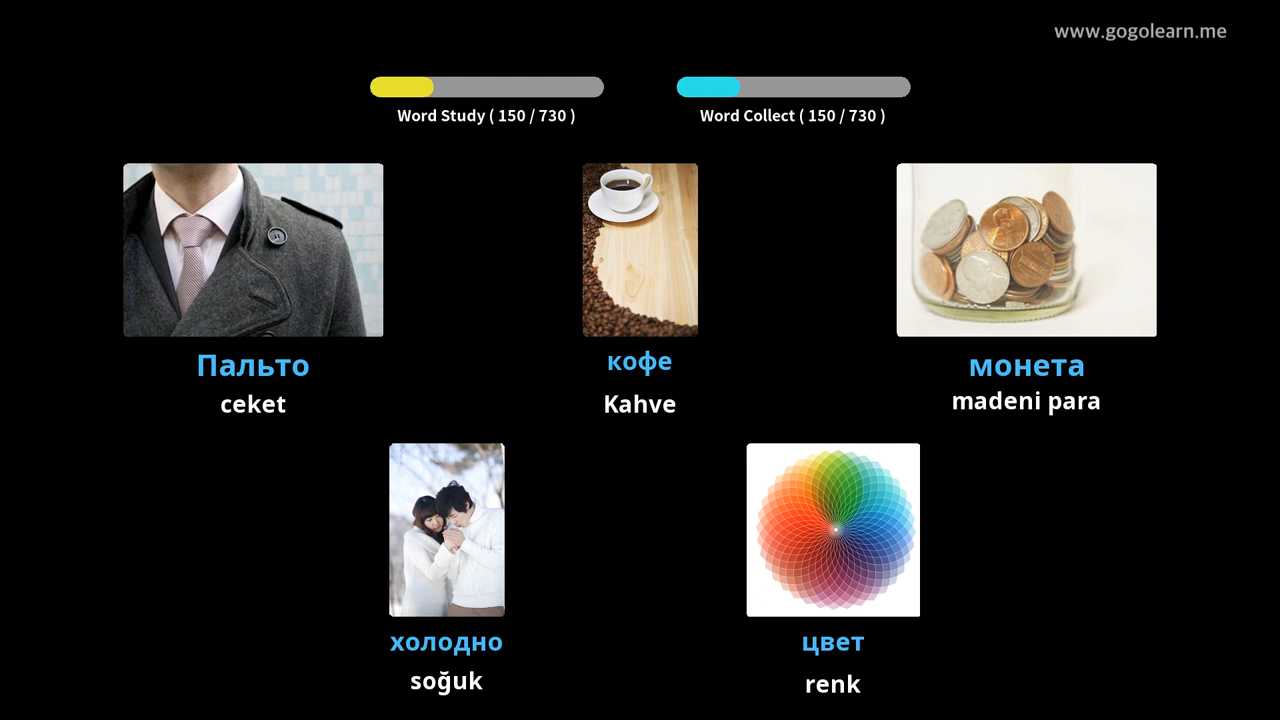 www.gogolearn.me
Word Study ( 150 / 730 )
Word Collect ( 150 / 730 )
Пальто
ceket
кофе
Kahve
монета
madeni para
холодно
soğuk
цвет
renk